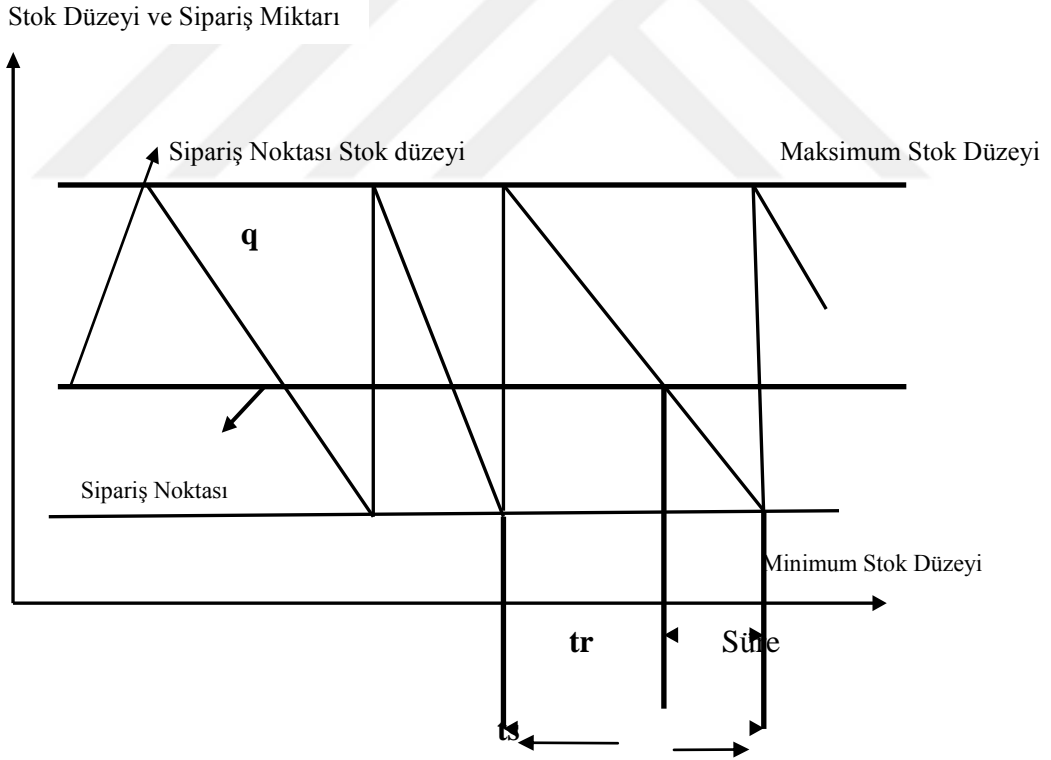 Stok Düzeyi ve Sipariş Miktarı
Sipariş Noktası Stok düzeyi
Maksimum Stok Düzeyi
q
Sipariş Noktası
Minimum Stok Düzeyi
tr
Süre
ts